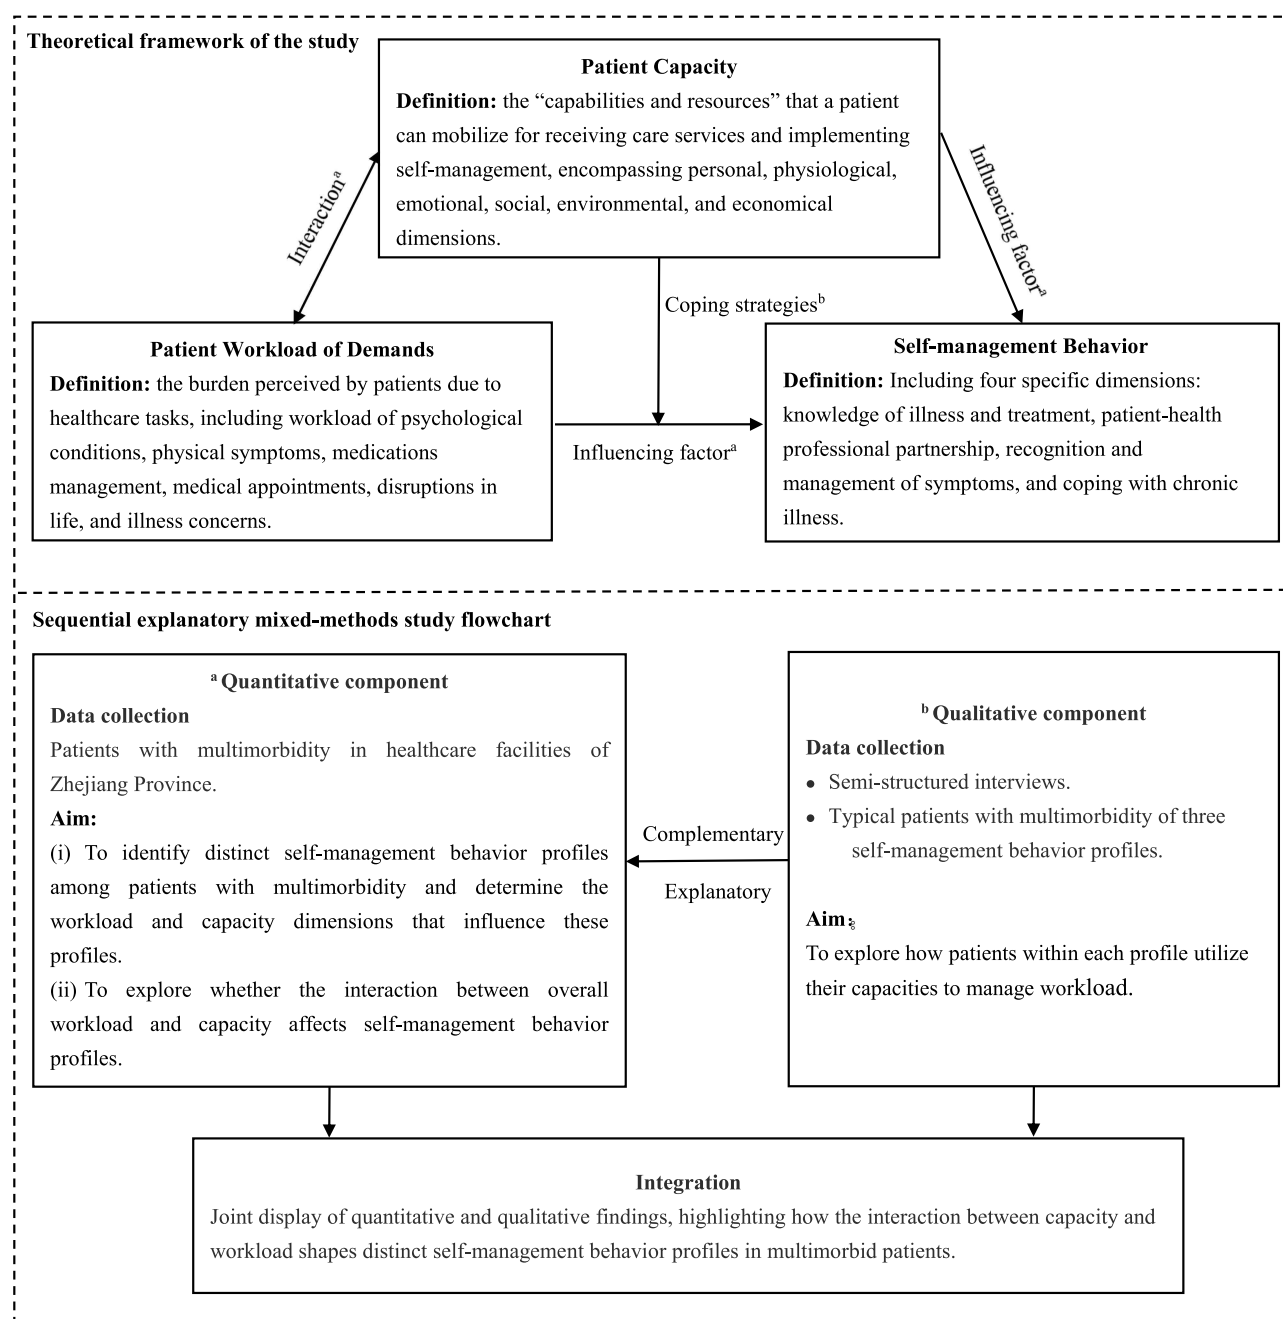 Theoretical framework of the study
Patient Capacity
Definition: the “capabilities and resources” that a patient
can mobilize for receiving care services and implementing
self-management, encompassing personal, physiological,
emotional, social, environmental, and economical
dimensions.
Interactionᵃ
Influencing factorᵃ
Coping strategiesᵇ
Patient Workload of Demands
Definition: the burden perceived by patients due to
healthcare tasks, including workload of psychological
conditions, physical symptoms, medications
management, medical appointments, disruptions in
life, and illness concerns.
Influencing factorᵃ
Self-management Behavior
Definition: Including four specific dimensions:
knowledge of illness and treatment, patient-health
professional partnership, recognition and
management of symptoms, and coping with chronic
illness.
Sequential explanatory mixed-methods study flowchart
ᵃ Quantitative component
Data collection
Patients with multimorbidity in healthcare facilities of
Zhejiang Province.
Aim:
(i) To identify distinct self-management behavior profiles
among patients with multimorbidity and determine the
workload and capacity dimensions that influence these
profiles.
(ii) To explore whether the interaction between overall
workload and capacity affects self-management behavior
profiles.
Complementary
Explanatory
ᵇ Qualitative component
Data collection
• Semi-structured interviews.
• Typical patients with multimorbidity of three
self-management behavior profiles.
Aim:
To explore how patients within each profile utilize
their capacities to manage workload.
Integration
Joint display of quantitative and qualitative findings, highlighting how the interaction between capacity and
workload shapes distinct self-management behavior profiles in multimorbid patients.